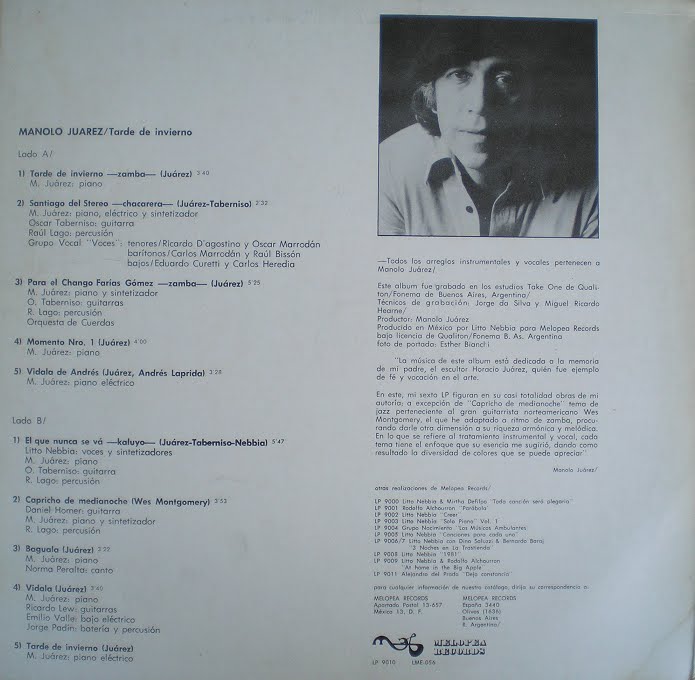 MANOLO JUAREZ/Tarde de invierno
Lado A/
1) Tarde de invierno —zamba— (Juárez) 3'40
M. Juárez: piano
2) Santiago del Stereo —chacarera— (Juárez-Taberniso) 2'32
M. Juárez: piano, eléctrico y sintetizador
Oscar Taberniso: guitarra
Raúl Lago: percusión
Grupo Vocal "Voces": tenores/Ricardo D'agostino y Oscar Marrodán
barítonos/Carlos Marrodán y Raúl Bissón
bajos/Eduardo Curetti y Carlos Heredia
3) Para el Chango Farías Gómez —zamba— (Juárez) 5'25
M. Juárez: piano y sintetizador
O. Taberniso: guitarras
R. Lago: percusión
Orquesta de Cuerdas
4) Momento Nro. 1 (Juárez) 4'00
M. Juárez: piano
5) Vidala de Andrés (Juárez, Andrés Laprida) 3'28
M. Juárez: piano eléctrico
Lado B/
1) El que nunca se vá —kaluyo— (Juárez-Taberniso-Nebbia) 5'47
Litto Nebbia: voces y sintetizadores
M. Juárez: piano
O. Taberniso: guitarra
R. Lago: percusión
2) Capricho de medianoche (Wes Montgomery) 3'53
Daniel Homer: guitarra
M. Juárez: piano y sintetizador
R. Lago: percusión
3) Baguala (Juárez) 3'22
M. Juárez: piano
Norma Peralta: canto
4) Vidala (Juárez) 3'40
M. Juárez: piano
Ricardo Lew: guitarras
Emilio Valle: bajo eléctrico
Jorge Padín: batería y percusión
5) Tarde de invierno (Juárez)
M. Juárez: piano eléctrico
—Todos los arreglos instrumentales y vocales pertenecen a
Manolo Juárez/
Este album fue grabado en los estudios Take One de Quali-
ton/Fonema de Buenos Aires, Argentina/
Técnicos de grabación: Jorge da Silva y Miguel Ricardo
Hearne/
Productor: Manolo Juárez
Producido en México por Litto Nebbia para Melopea Records
bajo licencia de Qualiton/Fonema B. As. Argentina
foto de portada: Esther Bianchi
"La música de este album está dedicada a la memoria
de mi padre, el escultor Horacio Juárez, quién fue ejemplo
de fé y vocación en el arte.
En este, mi sexto LP figuran en su casi totalidad obras de mi
autoría: a excepción de "Capricho de medianoche" tema de
jazz perteneciente al gran guitarrista norteamericano Wes
Montgomery, el que he adaptado a ritmo de zamba, procu-
rando darle otra dimensión a su riqueza armónica y melódica.
En lo que se refiere al tratamiento instrumental y vocal, cada
tema tiene el enfoque que su esencia me sugirió, dando como
resultado la diversidad de colores que se puede apreciar"
Manolo Juárez/
otras realizaciones de Melopea Records/
LP 9000 Litto Nebbia & Mirtha Defilpo "Toda canción será plegaria"
LP 9001 Rodolfo Alchourron "Parábola"
LP 9002 Litto Nebbia "Creer"
LP 9003 Litto Nebbia "Solo Piano" Vol. 1
LP 9004 Grupo Nacimiento "Los Músicos Ambulantes"
LP 9005 Litto Nebbia "Canciones para cada uno"
LP 9006/7 Litto Nebbia con Dino Saluzzi & Bernardo Baraj
"3 Noches en La Trastienda"
LP 9008 Litto Nebbia "1981"
LP 9009 Litto Nebbia & Rodolfo Alchourron
"At home in the Big Apple"
LP 9011 Alejandro del Prado "Dejo constancia"
para cualquier información de nuestro catálogo, dirija su correspondencia a:
MELOPEA RECORDS
Apartado Postal 13-657
México 13, D. F.
MELOPEA RECORDS
España 3440
Olivos (1636)
Buenos Aires
R. Argentina/
MELOPEA
RECORDS
LP 9010 LME-056